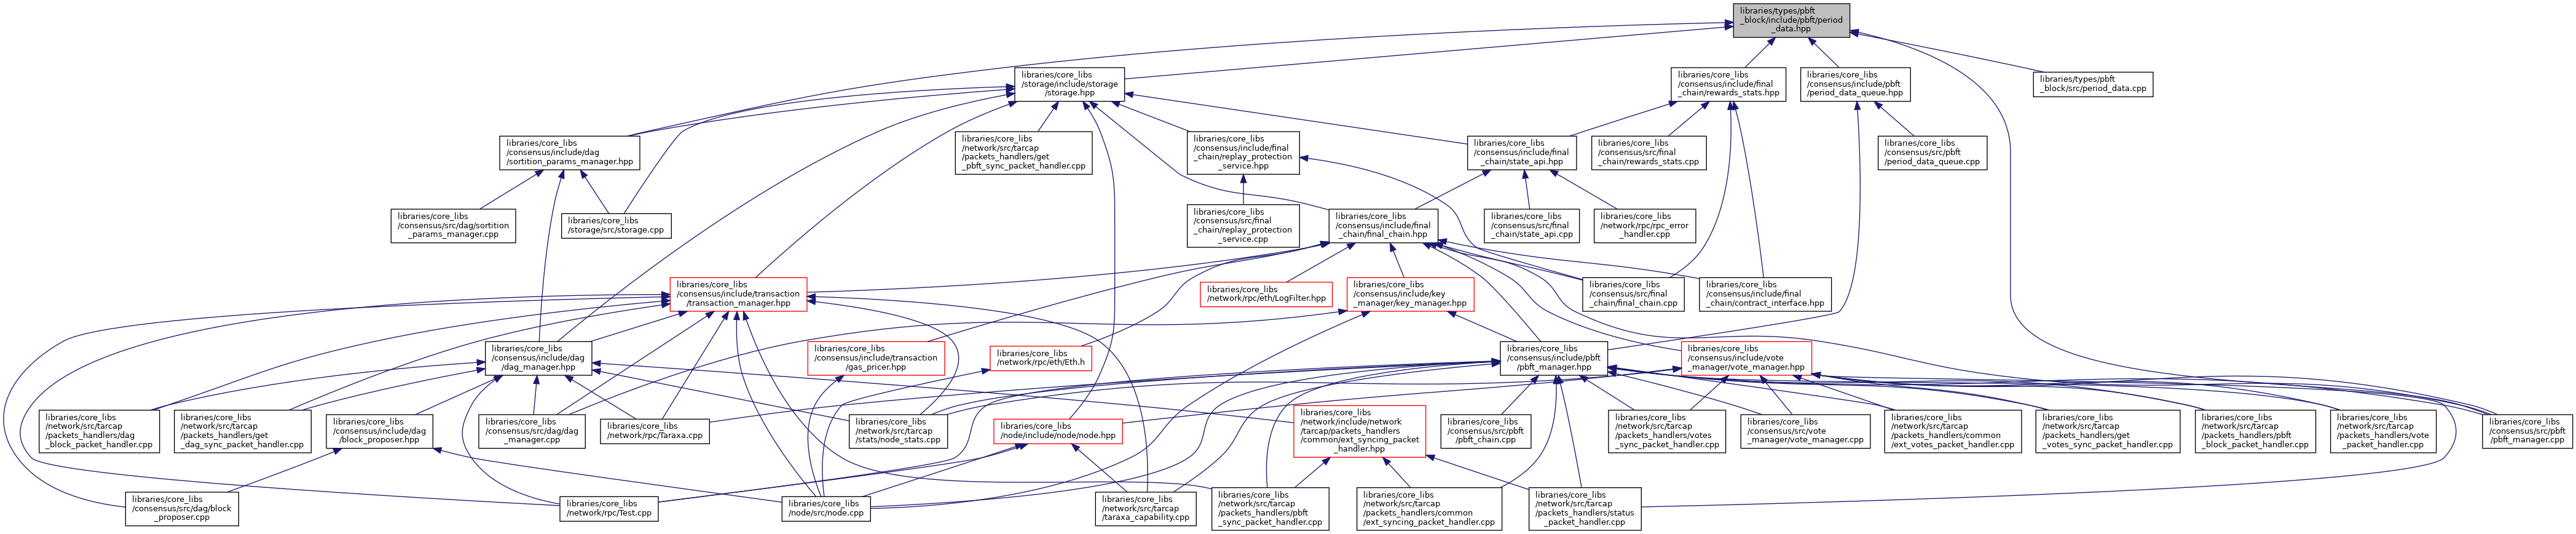 libraries/types/pbft
_block/include/pbft/period
_data.hpp
libraries/core_libs
/storage/include/storage
/storage.hpp
libraries/core_libs
/consensus/include/final
_chain/rewards_stats.hpp
libraries/core_libs
/consensus/include/pbft
/period_data_queue.hpp
libraries/types/pbft
_block/src/period_data.cpp
libraries/core_libs
/consensus/include/dag
/sortition_params_manager.hpp
libraries/core_libs
/network/src/tarcap
/packets_handlers/get
_pbft_sync_packet_handler.cpp
libraries/core_libs
/consensus/include/final
_chain/replay_protection
_service.hpp
libraries/core_libs
/consensus/include/final
_chain/state_api.hpp
libraries/core_libs
/consensus/src/final
_chain/rewards_stats.cpp
libraries/core_libs
/consensus/src/pbft
/period_data_queue.cpp
libraries/core_libs
/consensus/src/dag/sortition
_params_manager.cpp
libraries/core_libs
/storage/src/storage.cpp
libraries/core_libs
/consensus/src/final
_chain/replay_protection
_service.cpp
libraries/core_libs
/consensus/include/final
_chain/final_chain.hpp
libraries/core_libs
/consensus/src/final
_chain/state_api.cpp
libraries/core_libs
/network/rpc/rpc_error
_handler.cpp
libraries/core_libs
/consensus/include/transaction
/transaction_manager.hpp
libraries/core_libs
/network/rpc/eth/LogFilter.hpp
libraries/core_libs
/consensus/include/key
_manager/key_manager.hpp
libraries/core_libs
/consensus/src/final
_chain/final_chain.cpp
libraries/core_libs
/consensus/include/final
_chain/contract_interface.hpp
libraries/core_libs
/consensus/include/dag
/dag_manager.hpp
libraries/core_libs
/consensus/include/transaction
/gas_pricer.hpp
libraries/core_libs
/network/rpc/eth/Eth.h
libraries/core_libs
/consensus/include/pbft
/pbft_manager.hpp
libraries/core_libs
/consensus/include/vote
_manager/vote_manager.hpp
libraries/core_libs
/network/src/tarcap
/packets_handlers/dag
_block_packet_handler.cpp
libraries/core_libs
/network/src/tarcap
/packets_handlers/get
_dag_sync_packet_handler.cpp
libraries/core_libs
/consensus/include/dag
/block_proposer.hpp
libraries/core_libs
/consensus/src/dag/dag
_manager.cpp
libraries/core_libs
/network/rpc/Taraxa.cpp
libraries/core_libs
/network/src/tarcap
/stats/node_stats.cpp
libraries/core_libs
/node/include/node/node.hpp
libraries/core_libs
/network/include/network
/tarcap/packets_handlers
/common/ext_syncing_packet
_handler.hpp
libraries/core_libs
/consensus/src/pbft
/pbft_chain.cpp
libraries/core_libs
/network/src/tarcap
/packets_handlers/votes
_sync_packet_handler.cpp
libraries/core_libs
/consensus/src/vote
_manager/vote_manager.cpp
libraries/core_libs
/network/src/tarcap
/packets_handlers/common
/ext_votes_packet_handler.cpp
libraries/core_libs
/network/src/tarcap
/packets_handlers/get
_votes_sync_packet_handler.cpp
libraries/core_libs
/network/src/tarcap
/packets_handlers/pbft
_block_packet_handler.cpp
libraries/core_libs
/network/src/tarcap
/packets_handlers/vote
_packet_handler.cpp
libraries/core_libs
/consensus/src/pbft
/pbft_manager.cpp
libraries/core_libs
/consensus/src/dag/block
_proposer.cpp
libraries/core_libs
/network/rpc/Test.cpp
libraries/core_libs
/node/src/node.cpp
libraries/core_libs
/network/src/tarcap
/taraxa_capability.cpp
libraries/core_libs
/network/src/tarcap
/packets_handlers/pbft
_sync_packet_handler.cpp
libraries/core_libs
/network/src/tarcap
/packets_handlers/common
/ext_syncing_packet_handler.cpp
libraries/core_libs
/network/src/tarcap
/packets_handlers/status
_packet_handler.cpp